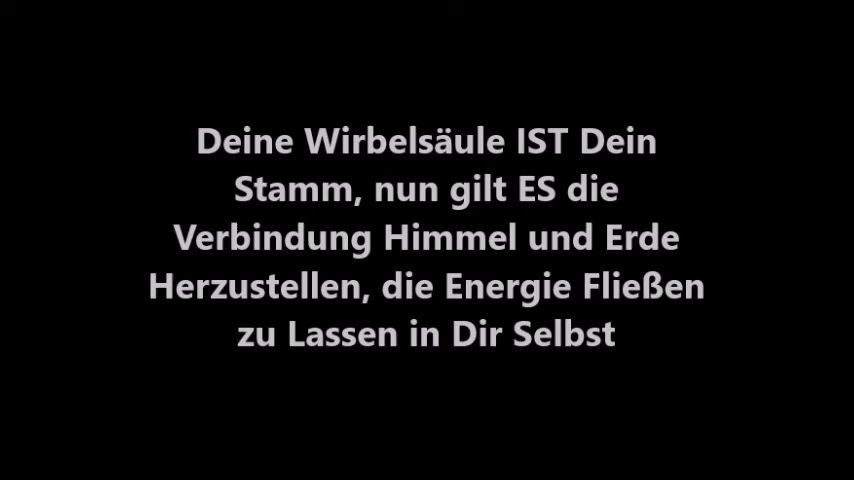 Deine Wirbelsäule IST Dein
Stamm, nun gilt ES die
Verbindung Himmel und Erde
Herzustellen, die Energie Fließen
zu Lassen in Dir Selbst